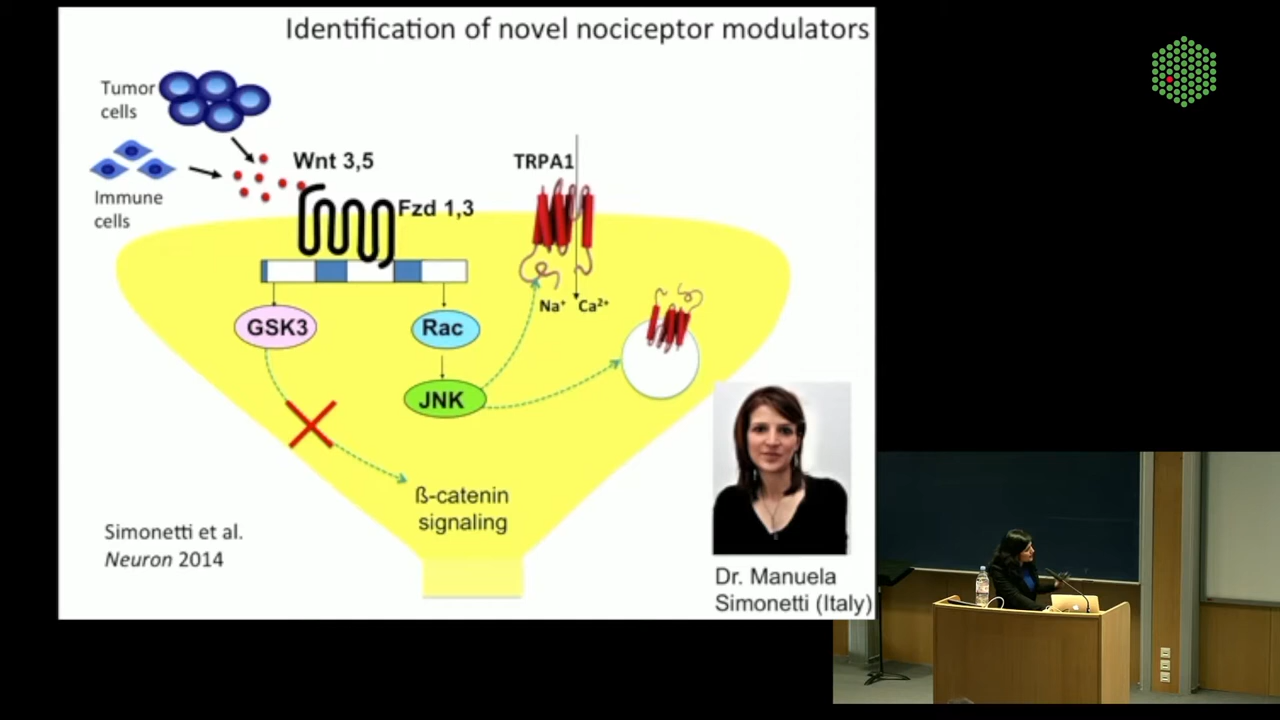 Identification of novel nociceptor modulators
Tumor
cells
Immune
cells
Wnt 3,5
Fzd 1,3
TRPA1
Na⁺ Ca²⁺
GSK3
Rac
JNK
ß-catenin
signaling
Simonetti et al.
Neuron 2014
Dr. Manuela
Simonetti (Italy)